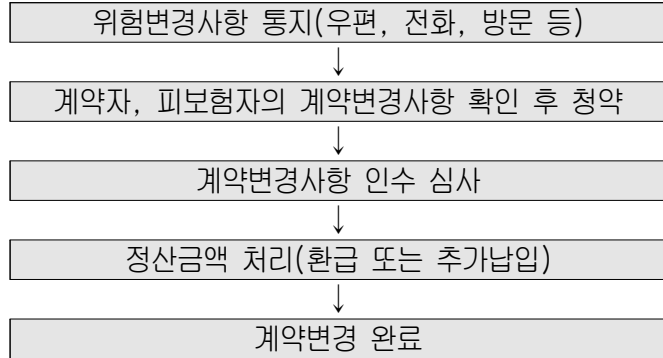 위험변경사항 통지(우편, 전화, 방문 등)
↓
계약자, 피보험자의 계약변경사항 확인 후 청약
↓
계약변경사항 인수 심사
↓
정산금액 처리(환급 또는 추가납입)
↓
계약변경 완료